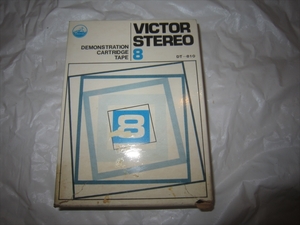 VICTOR
STEREO
8
DEMONSTRATION
CARTRIDGE
TAPE
8